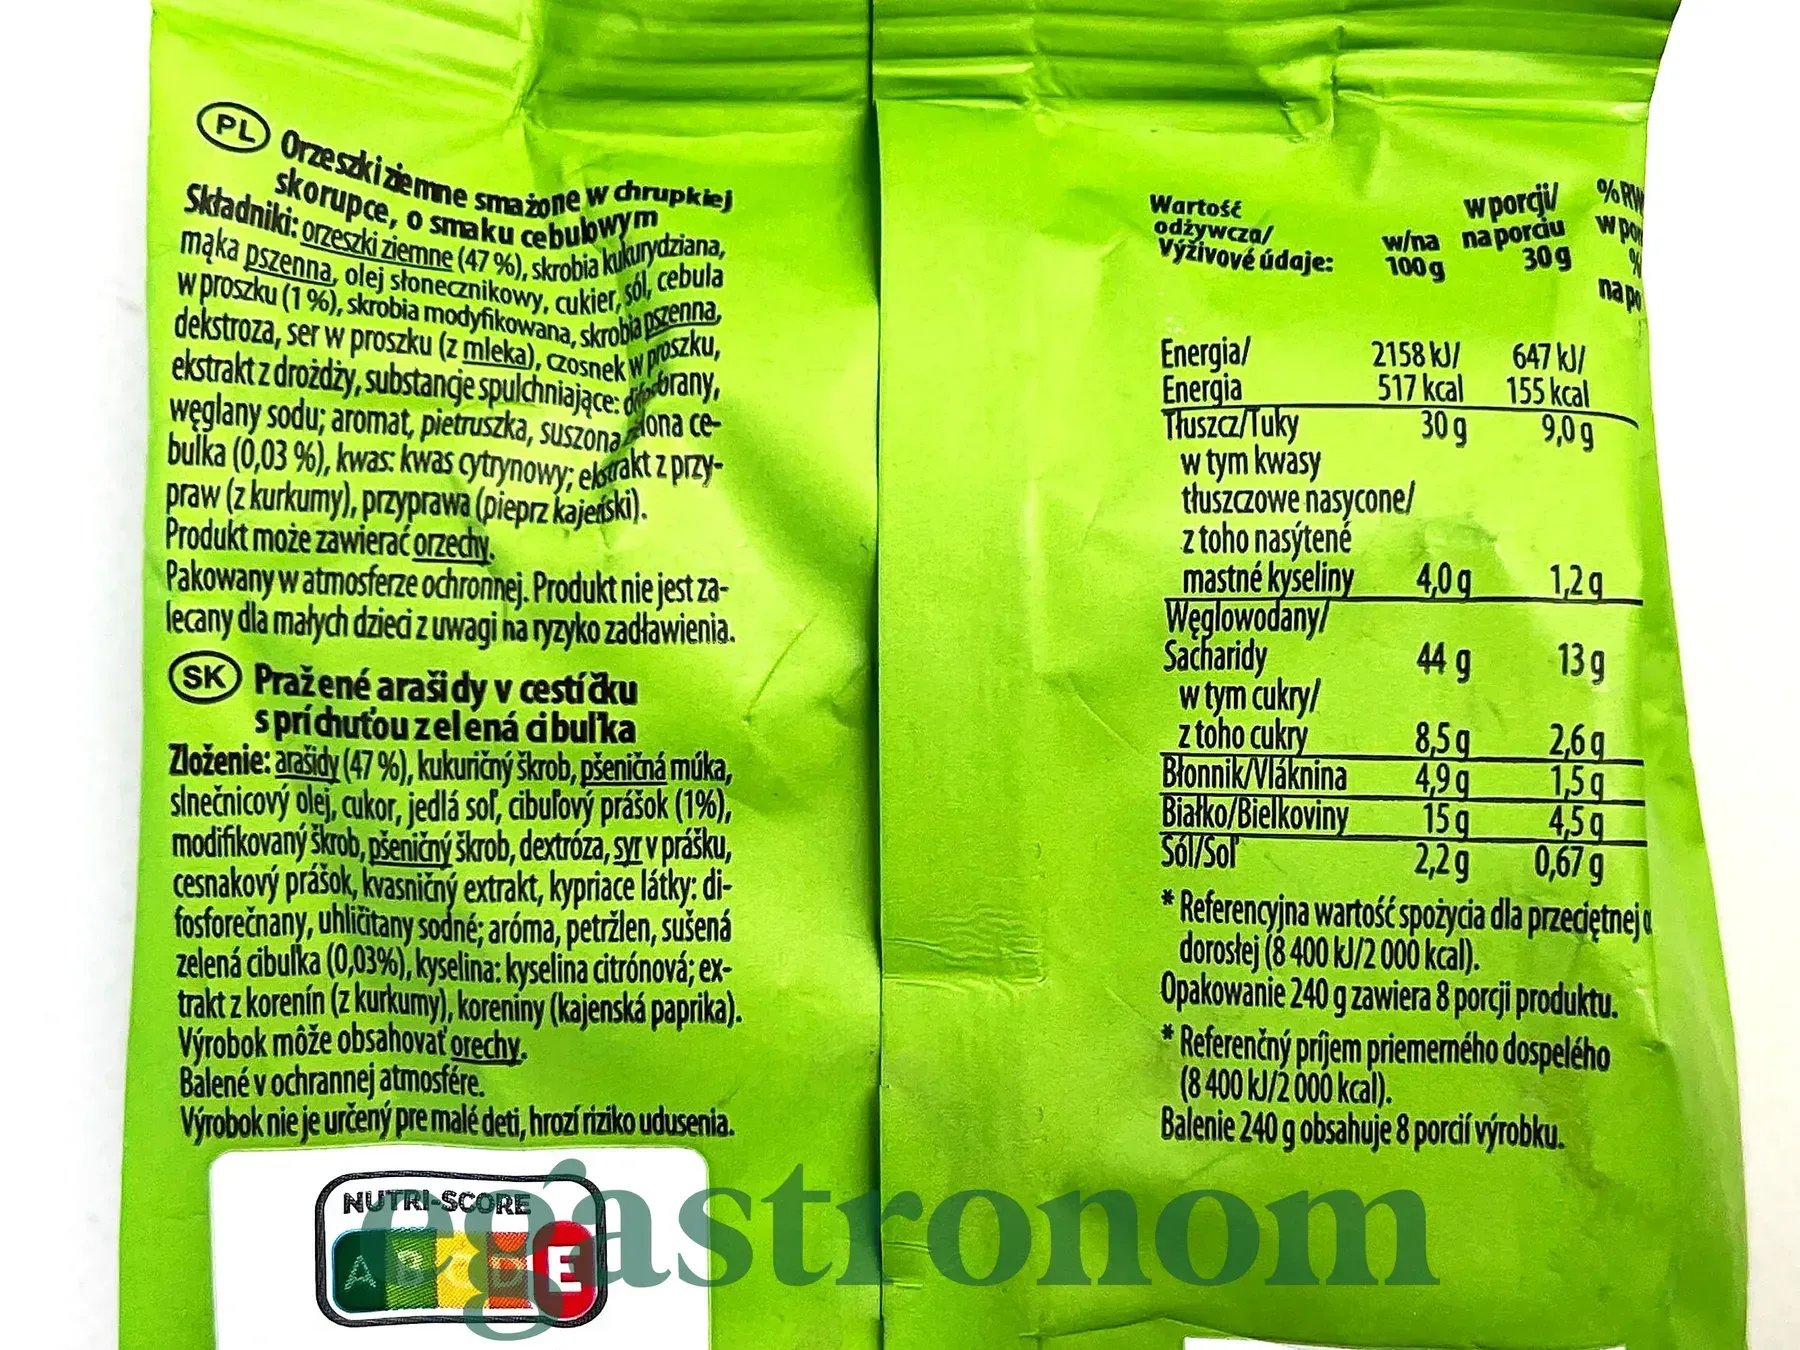 PL Orzeszki ziemne smażone w chrupkiej
skorupce, o smaku cebulowym
Składniki: orzeszki ziemne (47 %), skrobia kukurydziana,
mąka pszenna, olej słonecznikowy, cukier, sól, cebula
w proszku (1 %), skrobia modyfikowana, skrobia pszenna,
dekstroza, ser w proszku (z mleka), czosnek w proszku,
ekstrakt z drożdży, substancje spulchniające: difosforany,
węglany sodu; aromat, pietruszka, suszona zielona ce-
bulka (0,03 %), kwas: kwas cytrynowy; ekstrakt z przy-
praw (z kurkumy), przyprawa (pieprz kajeński).
Produkt może zawierać orzechy.
Pakowany w atmosferze ochronnej. Produkt nie jest za-
lecany dla małych dzieci z uwagi na ryzyko zadławienia.
SK Pražené arašidy v cestíčku
s príchuťou zelená cibuľka
Zloženie: arašidy (47 %), kukuričný škrob, pšeničná múka,
slnečnicový olej, cukor, jedlá soľ, cibuľový prášok (1%),
modifikovaný škrob, pšeničný škrob, dextróza, syr v prášku,
cesnakový prášok, kvasničný extrakt, kypriace látky: di-
fosforečnany, uhličitany sodné; aróma, petržlen, sušená
zelená cibuľka (0,03%), kyselina: kyselina citrónová; ex-
trakt z korenín (z kurkumy), koreniny (kajenská paprika).
Výrobok môže obsahovať orechy.
Balené v ochrannej atmosfére.
Výrobok nie je určený pre malé deti, hrozí riziko udusenia.
NUTRI-SCORE
A B C D E
Wartość
odżywcza/
Výživové údaje:
w/na
100 g
w porcji/
na porciu
30 g
Energia/ 2158 kJ/ 647 kJ/
Energia 517 kcal 155 kcal
Tłuszcz/Tuky 30 g 9,0 g
w tym kwasy
tłuszczowe nasycone/
z toho nasýtené
mastné kyseliny 4,0 g 1,2 g
Węglowodany/
Sacharidy 44 g 13 g
w tym cukry/
z toho cukry 8,5 g 2,6 g
Błonnik/Vláknina 4,9 g 1,5 g
Białko/Bielkoviny 15 g 4,5 g
Sól/Soľ 2,2 g 0,67 g
* Referencyjna wartość spożycia dla przeciętnej
dorosłej (8 400 kJ/2 000 kcal).
Opakowanie 240 g zawiera 8 porcji produktu.
* Referenčný príjem priemerného dospelého
(8 400 kJ/2 000 kcal).
Balenie 240 g obsahuje 8 porcií výrobku.
egastronom